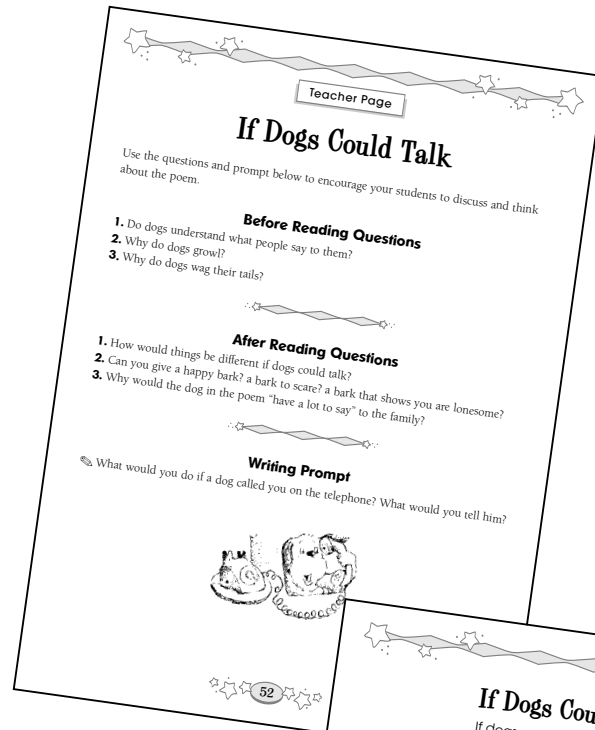 Teacher Page
If Dogs Could Talk
Use the questions and prompt below to encourage your students to discuss and think
about the poem.
Before Reading Questions
1. Do dogs understand what people say to them?
2. Why do dogs growl?
3. Why do dogs wag their tails?
After Reading Questions
1. How would things be different if dogs could talk?
2. Can you give a happy bark? a bark to scare? a bark that shows you are lonesome?
3. Why would the dog in the poem “have a lot to say” to the family?
Writing Prompt
What would you do if a dog called you on the telephone? What would you tell him?
52
If Dogs Cou
If